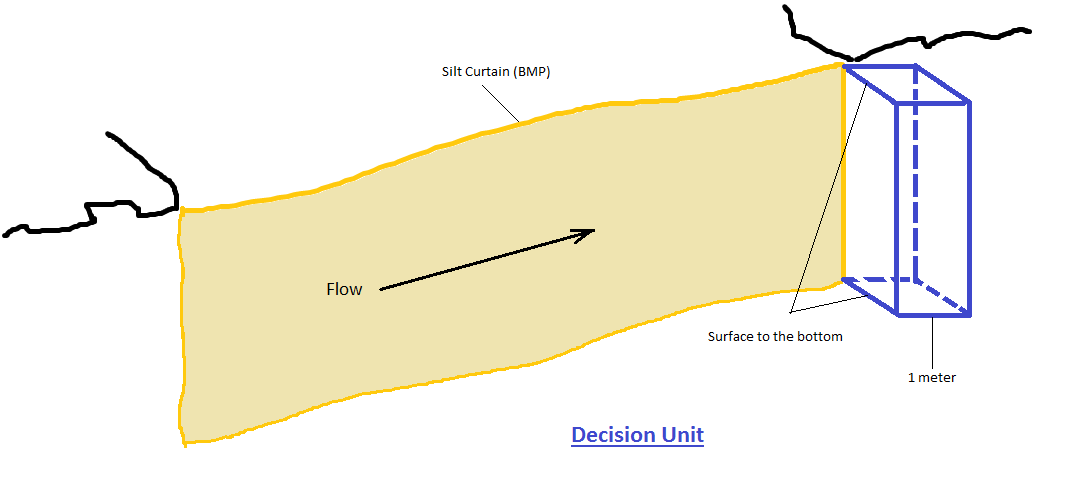 Silt Curtain (BMP)
Flow
Surface to the bottom
1 meter
Decision Unit